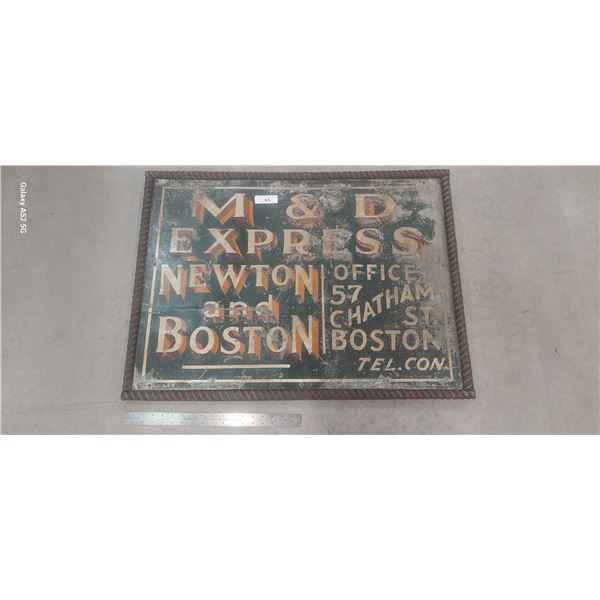 M & D
EXPRESS
NEWTON
and
BOSTON
OFFICE
57
CHATHAM
ST.
BOSTON
TEL.CON.
Galaxy A52 5G